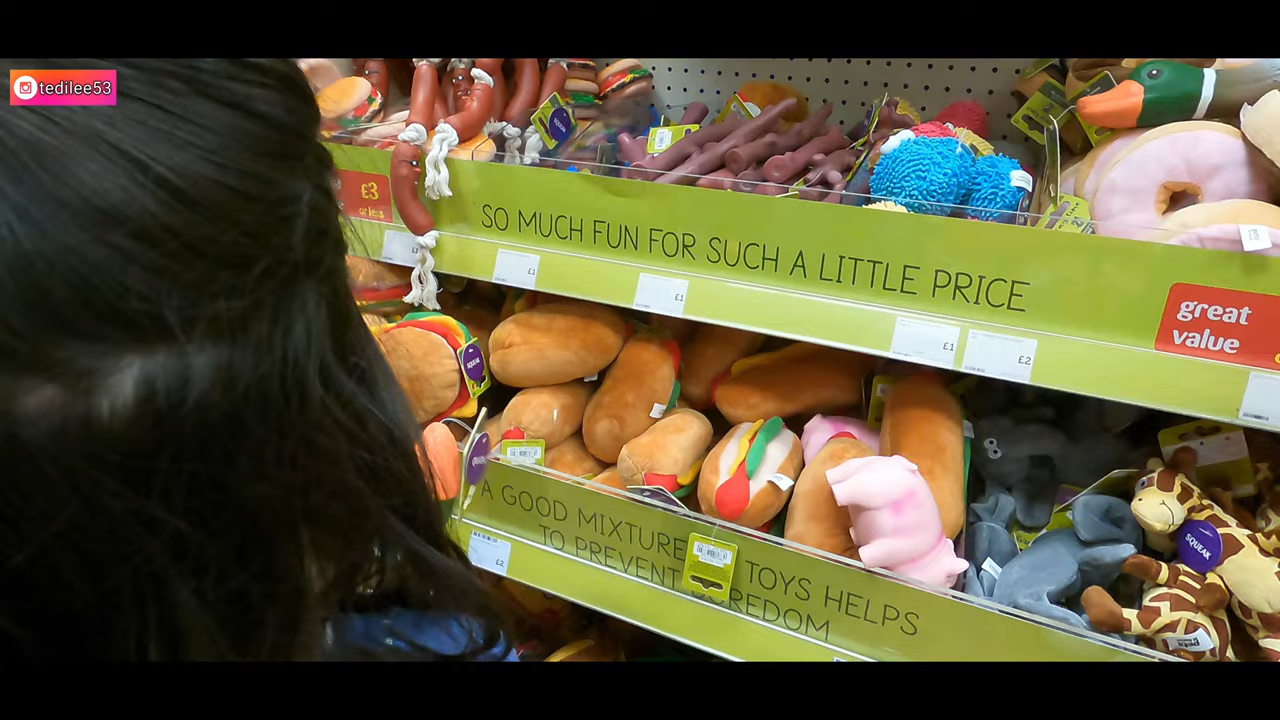 tedilee53
£3
or less
SO MUCH FUN FOR SUCH A LITTLE PRICE
£1
£1
£1
£2
great
value
SQUEAK
A GOOD MIXTURE TOYS HELPS
TO PREVENT BOREDOM
£2
SQUEAK